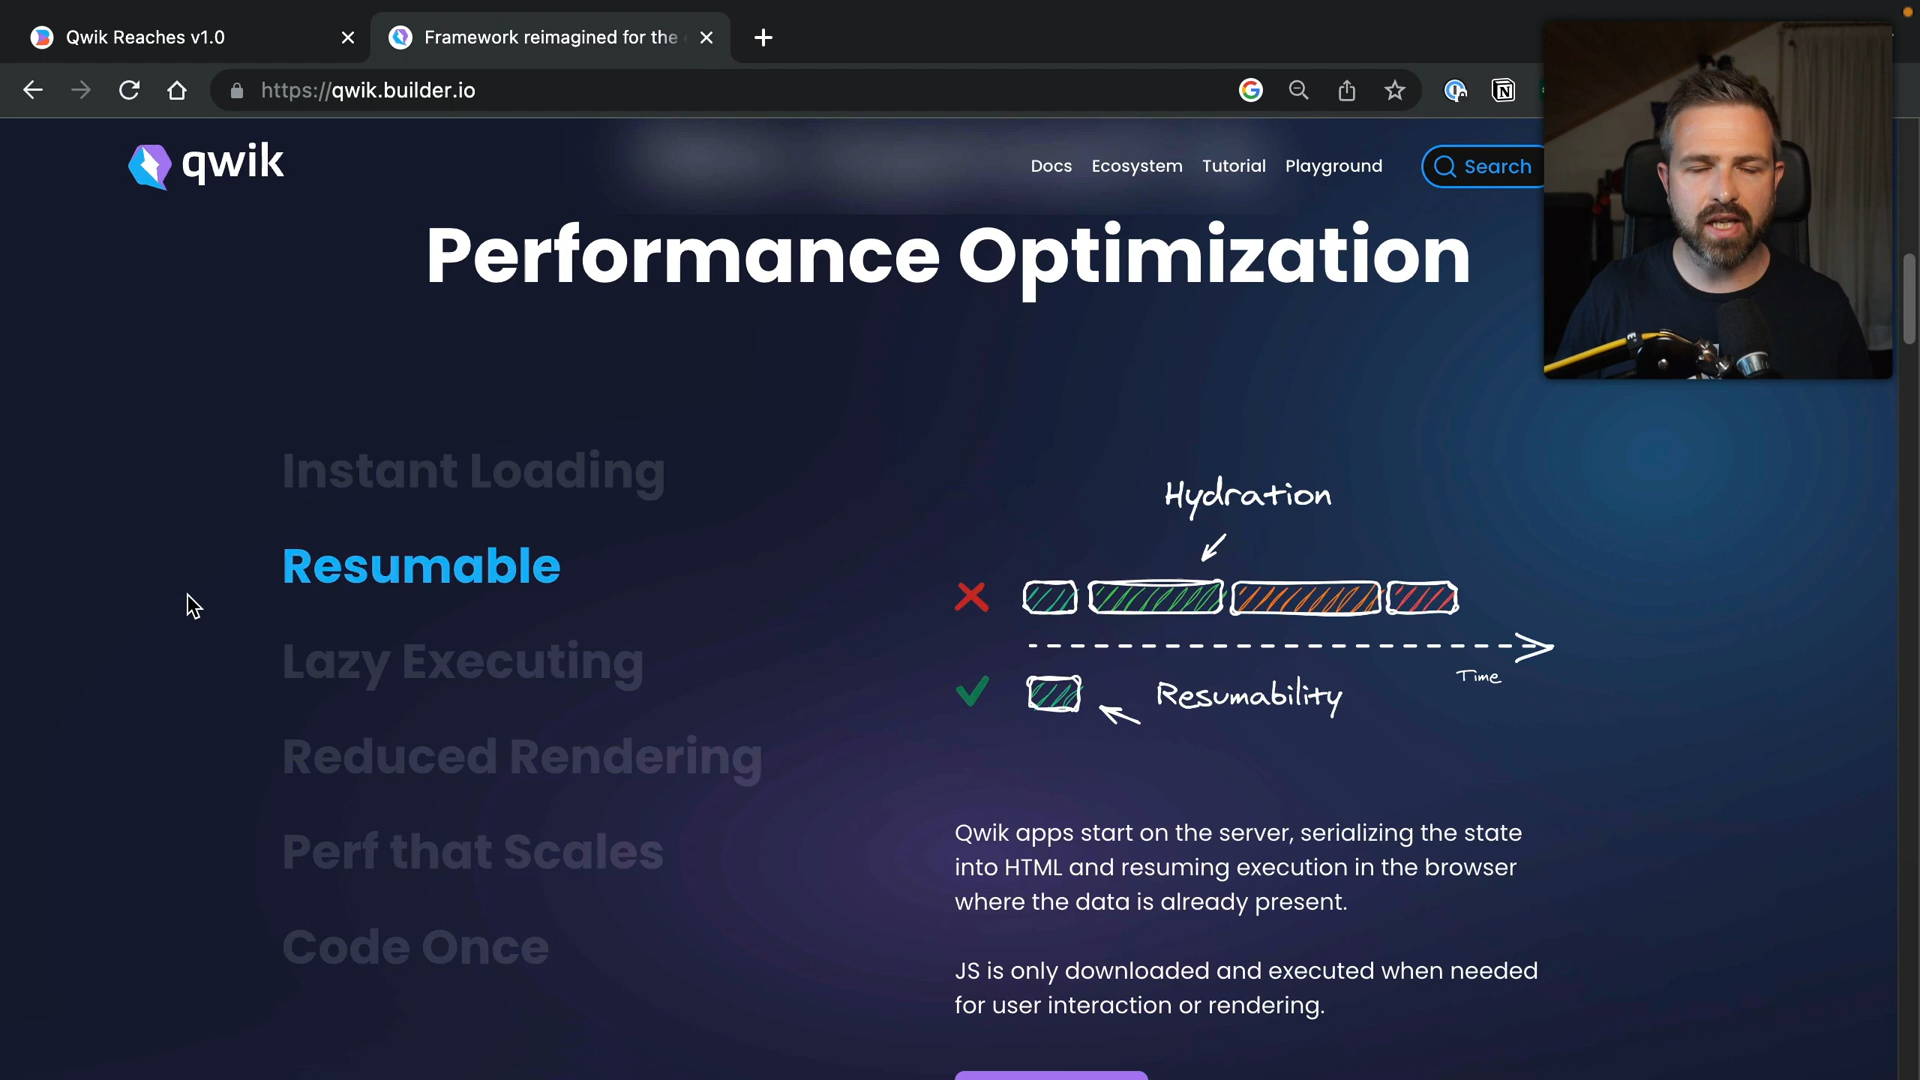 Qwik Reaches v1.0
Framework reimagined for the
https://qwik.builder.io
qwik
Docs
Ecosystem
Tutorial
Playground
Search
Performance Optimization
Instant Loading
Resumable
Lazy Executing
Reduced Rendering
Perf that Scales
Code Once
Hydration
Time
Resumability
Qwik apps start on the server, serializing the state
into HTML and resuming execution in the browser
where the data is already present.
JS is only downloaded and executed when needed
for user interaction or rendering.